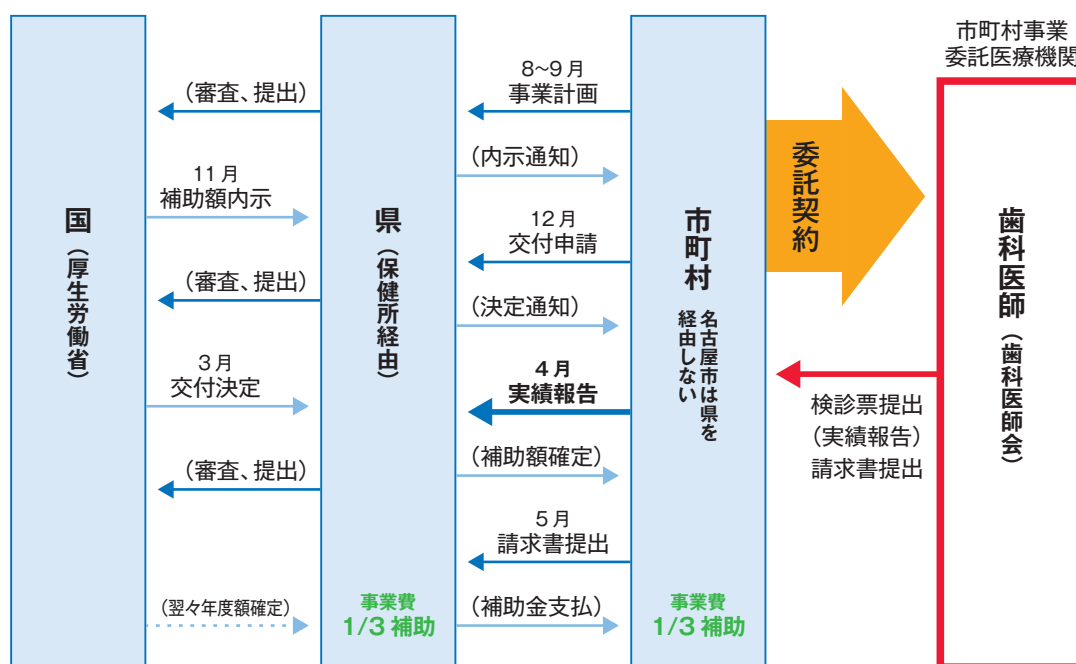 国（厚生労働省）
（審査、提出）
11月
補助額内示
（審査、提出）
3月
交付決定
（審査、提出）
（翌々年度額確定）
県（保健所経由）
事業費
1/3 補助
8~9月
事業計画
（内示通知）
12月
交付申請
（決定通知）
4月
実績報告
（補助額確定）
5月
請求書提出
（補助金支払）
市町村
名古屋市は県を
経由しない
事業費
1/3 補助
委託契約
検診票提出
（実績報告）
請求書提出
市町村事業
委託医療機関
歯科医師（歯科医師会）